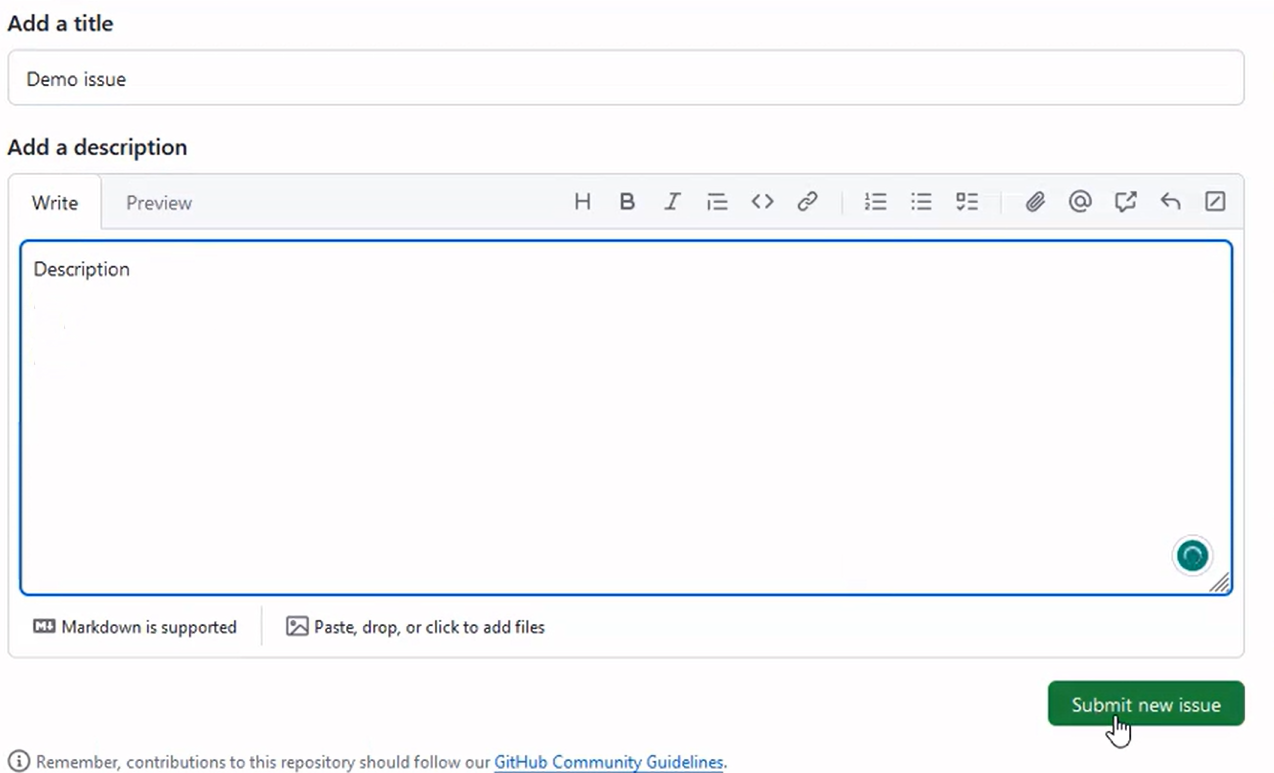 Add a title
Demo issue
Add a description
Write Preview H B I
Description
Markdown is supported Paste, drop, or click to add files
Submit new issue
Remember, contributions to this repository should follow our GitHub Community Guidelines.